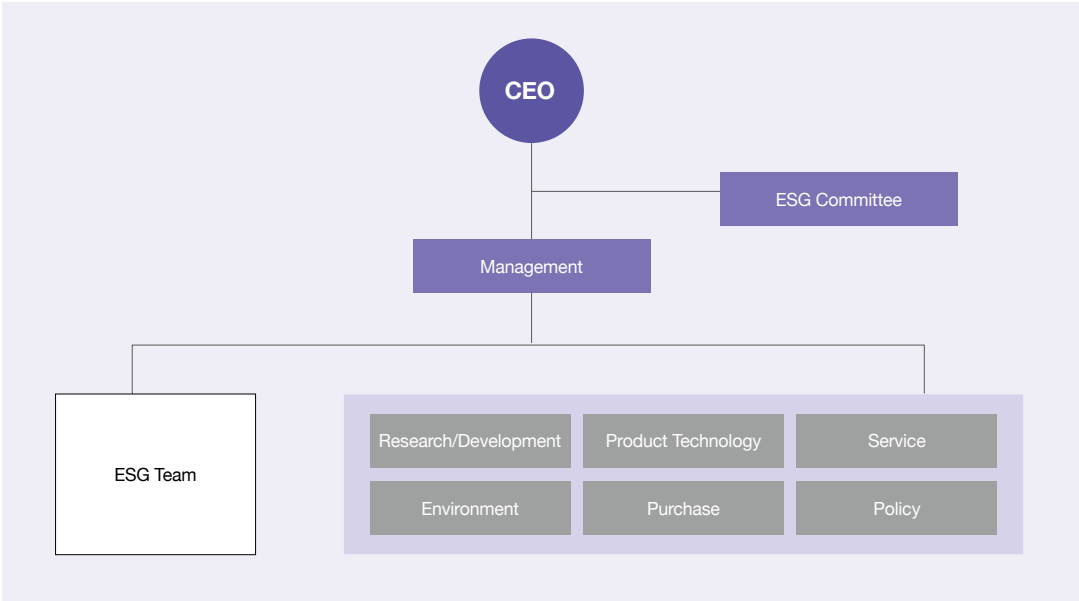 CEO
ESG Committee
Management
ESG Team
Research/Development
Product Technology
Service
Environment
Purchase
Policy